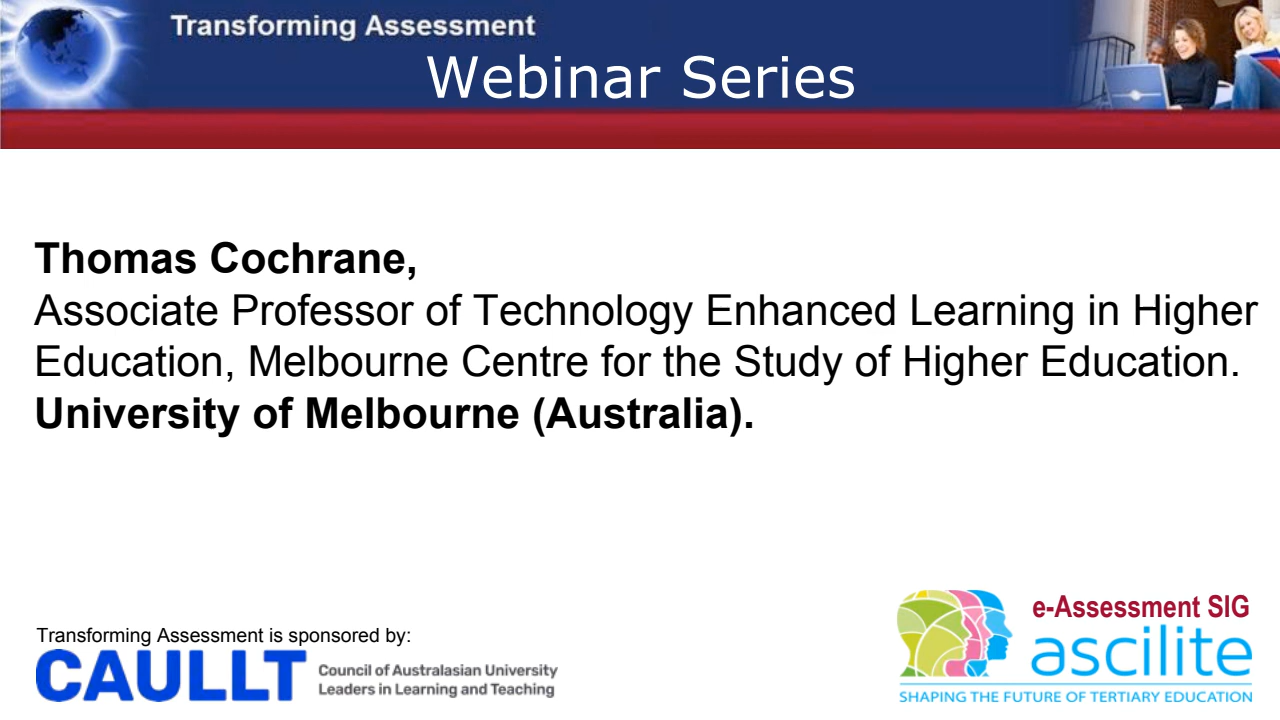 Transforming Assessment
Webinar Series
Thomas Cochrane,
Associate Professor of Technology Enhanced Learning in Higher
Education, Melbourne Centre for the Study of Higher Education.
University of Melbourne (Australia).
Transforming Assessment is sponsored by:
CAULLT
Council of Australasian University
Leaders in Learning and Teaching
e-Assessment SIG
ascilite
SHAPING THE FUTURE OF TERTIARY EDUCATION